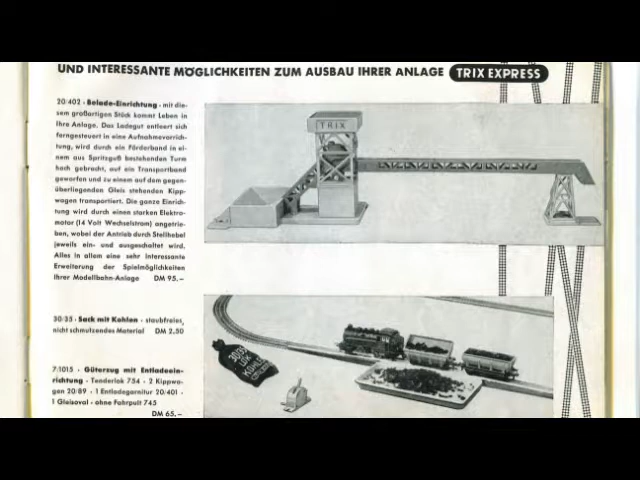 UND INTERESSANTE MÖGLICHKEITEN ZUM AUSBAU IHRER ANLAGE TRIX EXPRESS
20/402 · Belade-Einrichtung · mit die-
sem großartigen Stück kommt Leben in
Ihre Anlage. Das Ladegut entleert sich
ferngesteuert in eine Aufnahmevorrich-
tung, wird durch ein Förderband in ei-
nem aus Spritzguß bestehenden Turm
hoch gebracht, auf ein Transportband
geworfen und zu einem auf dem gegen-
überliegenden Gleis stehenden Kipp-
wagen transportiert. Die ganze Einrich-
tung wird durch einen starken Elektro-
motor (14 Volt Wechselstrom) angetrie-
ben, wobei der Antrieb durch Stellhebel
jeweils ein- und ausgeschaltet wird.
Alles in allem eine sehr interessante
Erweiterung der Spielmöglichkeiten
Ihrer Modellbahn-Anlage DM 95.–
TRIX
30/35 · Sack mit Kohlen · staubfreies,
nicht schmutzendes Material DM 2.50
7/1015 · Güterzug mit Entladeein-
richtung · Tenderlok 754 · 2 Kippwa-
gen 20/89 · 1 Entladegarnitur 20/401 ·
1 Gleisoval · ohne Fahrpult 745
DM 65.–
30/35